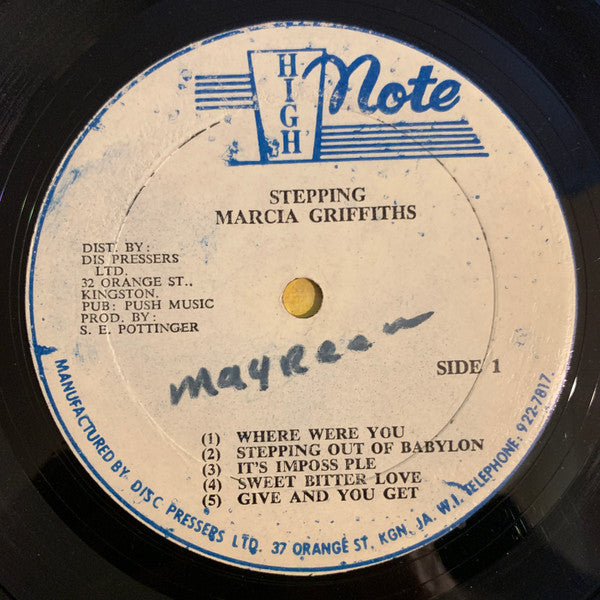 HIGH Note
STEPPING
MARCIA GRIFFITHS
DIST. BY:
DIS PRESSERS
LTD.
32 ORANGE ST.,
KINGSTON.
PUB: PUSH MUSIC
PROD. BY:
S. E. POTTINGER
mayReen
SIDE 1
(1) WHERE WERE YOU
(2) STEPPING OUT OF BABYLON
(3) IT'S IMPOSS PLE
(4) SWEET BITTER LOVE
(5) GIVE AND YOU GET
MANUFACTURED BY DISC PRESSERS LTD. 37 ORANGE ST. KGN. JA. W.I. TELEPHONE: 922-7817.